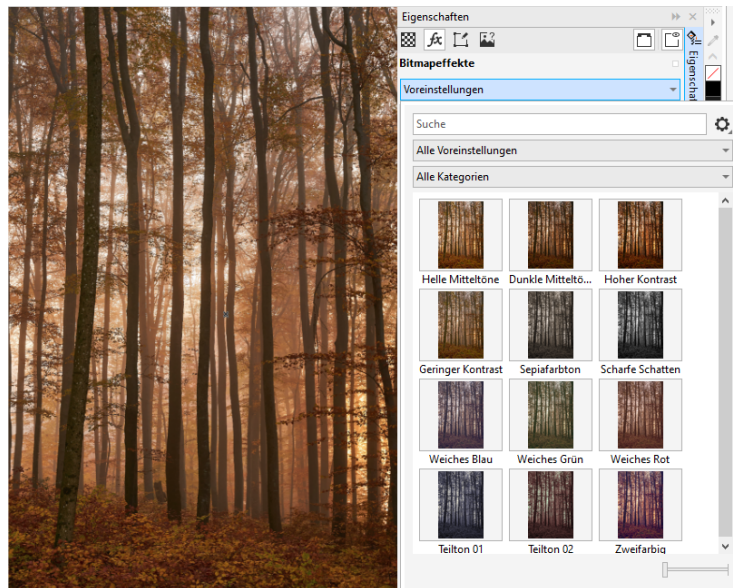 Eigenschaften
Bitmapeffekte
Voreinstellungen
Eigenschaf
Suche
Alle Voreinstellungen
Alle Kategorien
Helle Mitteltöne Dunkle Mitteltö... Hoher Kontrast
Geringer Kontrast Sepiafarbton Scharfe Schatten
Weiches Blau Weiches Grün Weiches Rot
Teilton 01 Teilton 02 Zweifarbig